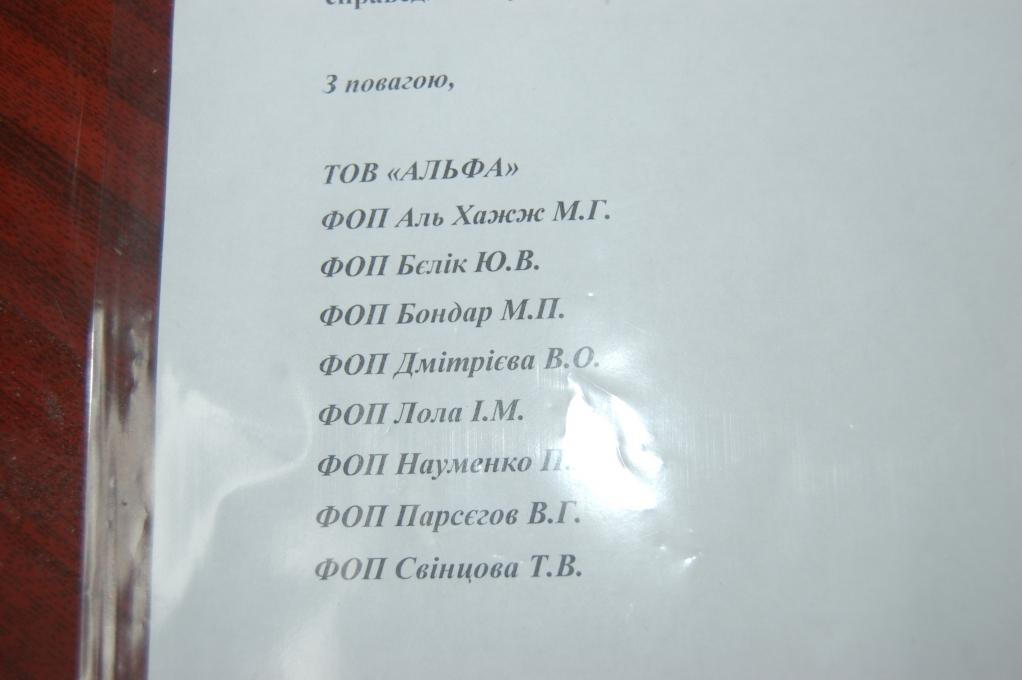 З повагою,
ТОВ «АЛЬФА»
ФОП Аль Хажж М.Г.
ФОП Бєлік Ю.В.
ФОП Бондар М.П.
ФОП Дмітрієва В.О.
ФОП Лола І.М.
ФОП Науменко
ФОП Парсєгов В.Г.
ФОП Свінцова Т.В.